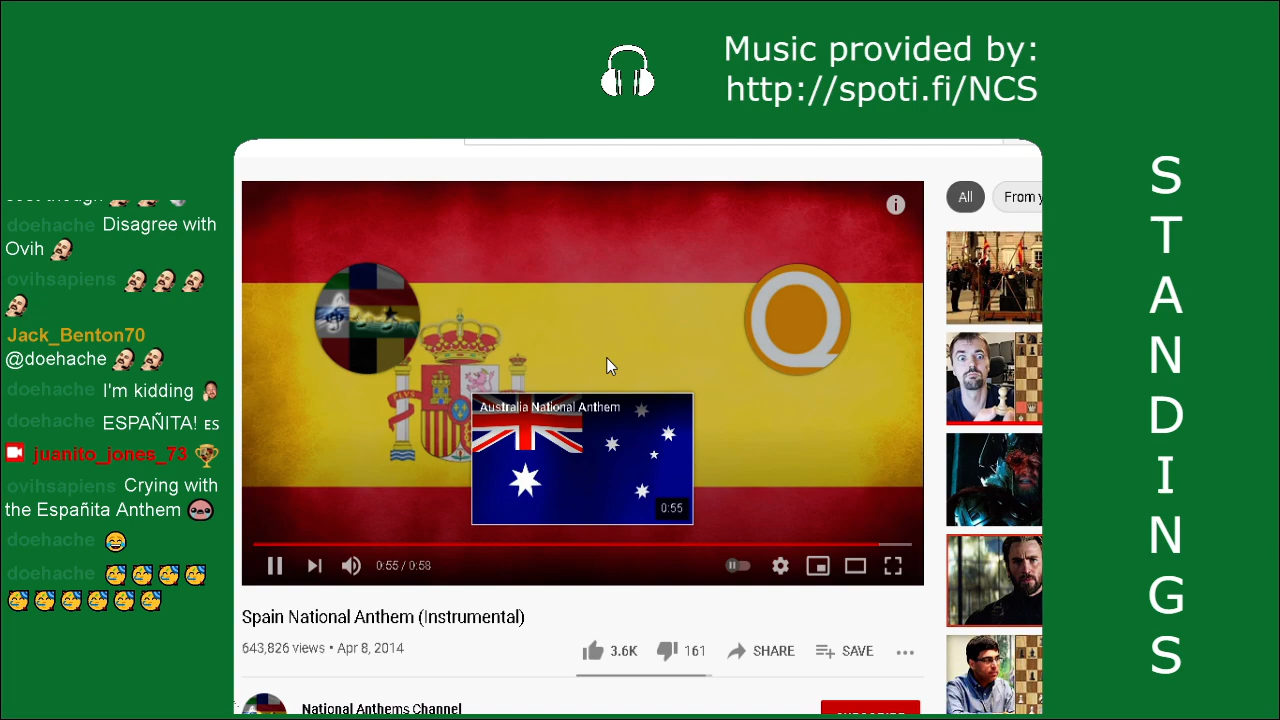 Music provided by:
http://spoti.fi/NCS
doehache Disagree with
Ovih
ovihsapiens
Jack_Benton70
@doehache
doehache I'm kidding
doehache ESPAÑITA! ES
juanito_jones_73
ovihsapiens Crying with
the Españita Anthem
doehache
doehache
PLVS
Australia National Anthem
0:55
0:55 / 0:58
Spain National Anthem (Instrumental)
643,826 views • Apr 8, 2014
3.6K 161 SHARE SAVE
National Anthems Channel
All From
STANDINGS